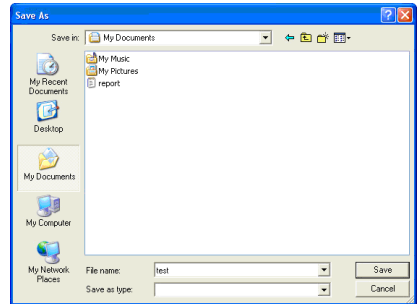 Save As
Save in:
My Documents
My Recent
Documents
Desktop
My Documents
My Computer
My Network
Places
My Music
My Pictures
report
File name:
test
Save
Save as type:
Cancel